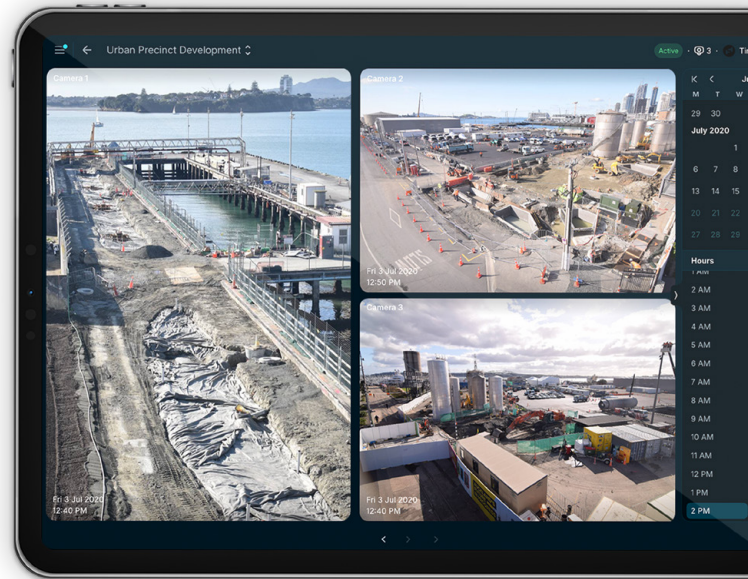 Urban Precinct Development
Active
3
Camera 1
Fri 3 Jul 2020
12:40 PM
Camera 2
Fri 3 Jul 2020
12:50 PM
Camera 3
Fri 3 Jul 2020
12:40 PM
M T W
29 30
July 2020
1
6 7 8
13 14 15
20 21 22
27 28 29
Hours
1 AM
2 AM
3 AM
4 AM
5 AM
6 AM
7 AM
8 AM
9 AM
10 AM
11 AM
12 PM
1 PM
2 PM